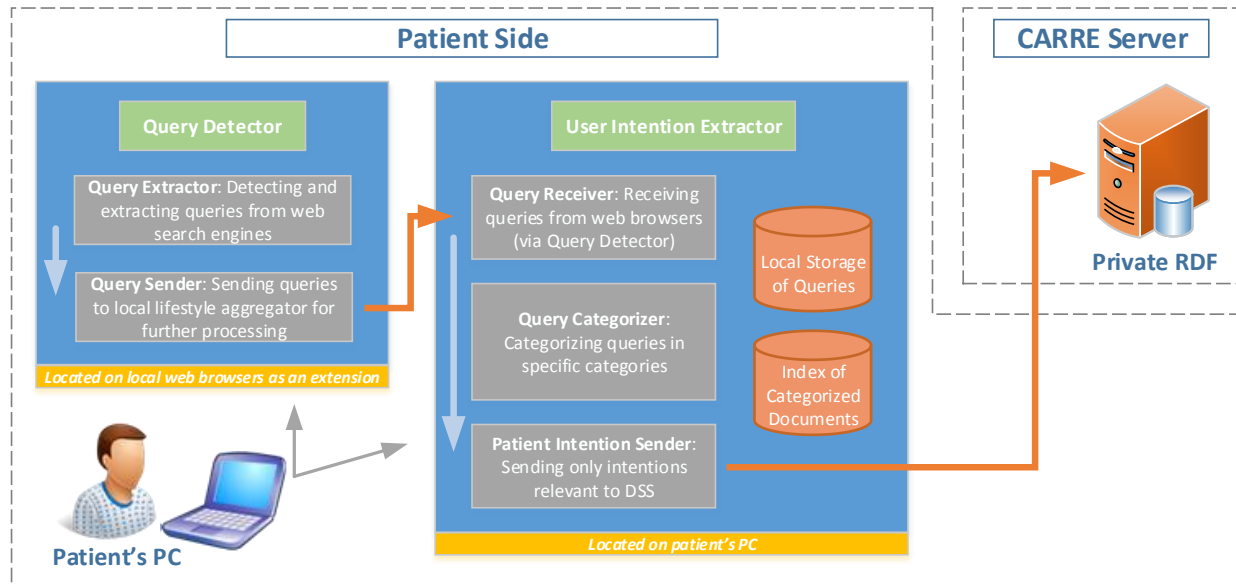 Patient Side
CARRE Server
Query Detector
Query Extractor: Detecting and
extracting queries from web
search engines
Query Sender: Sending queries
to local lifestyle aggregator for
further processing
Located on local web browsers as an extension
User Intention Extractor
Query Receiver: Receiving
queries from web browsers
(via Query Detector)
Query Categorizer:
Categorizing queries in
specific categories
Patient Intention Sender:
Sending only intentions
relevant to DSS
Local Storage
of Queries
Index of
Categorized
Documents
Located on patient's PC
Private RDF
Patient's PC